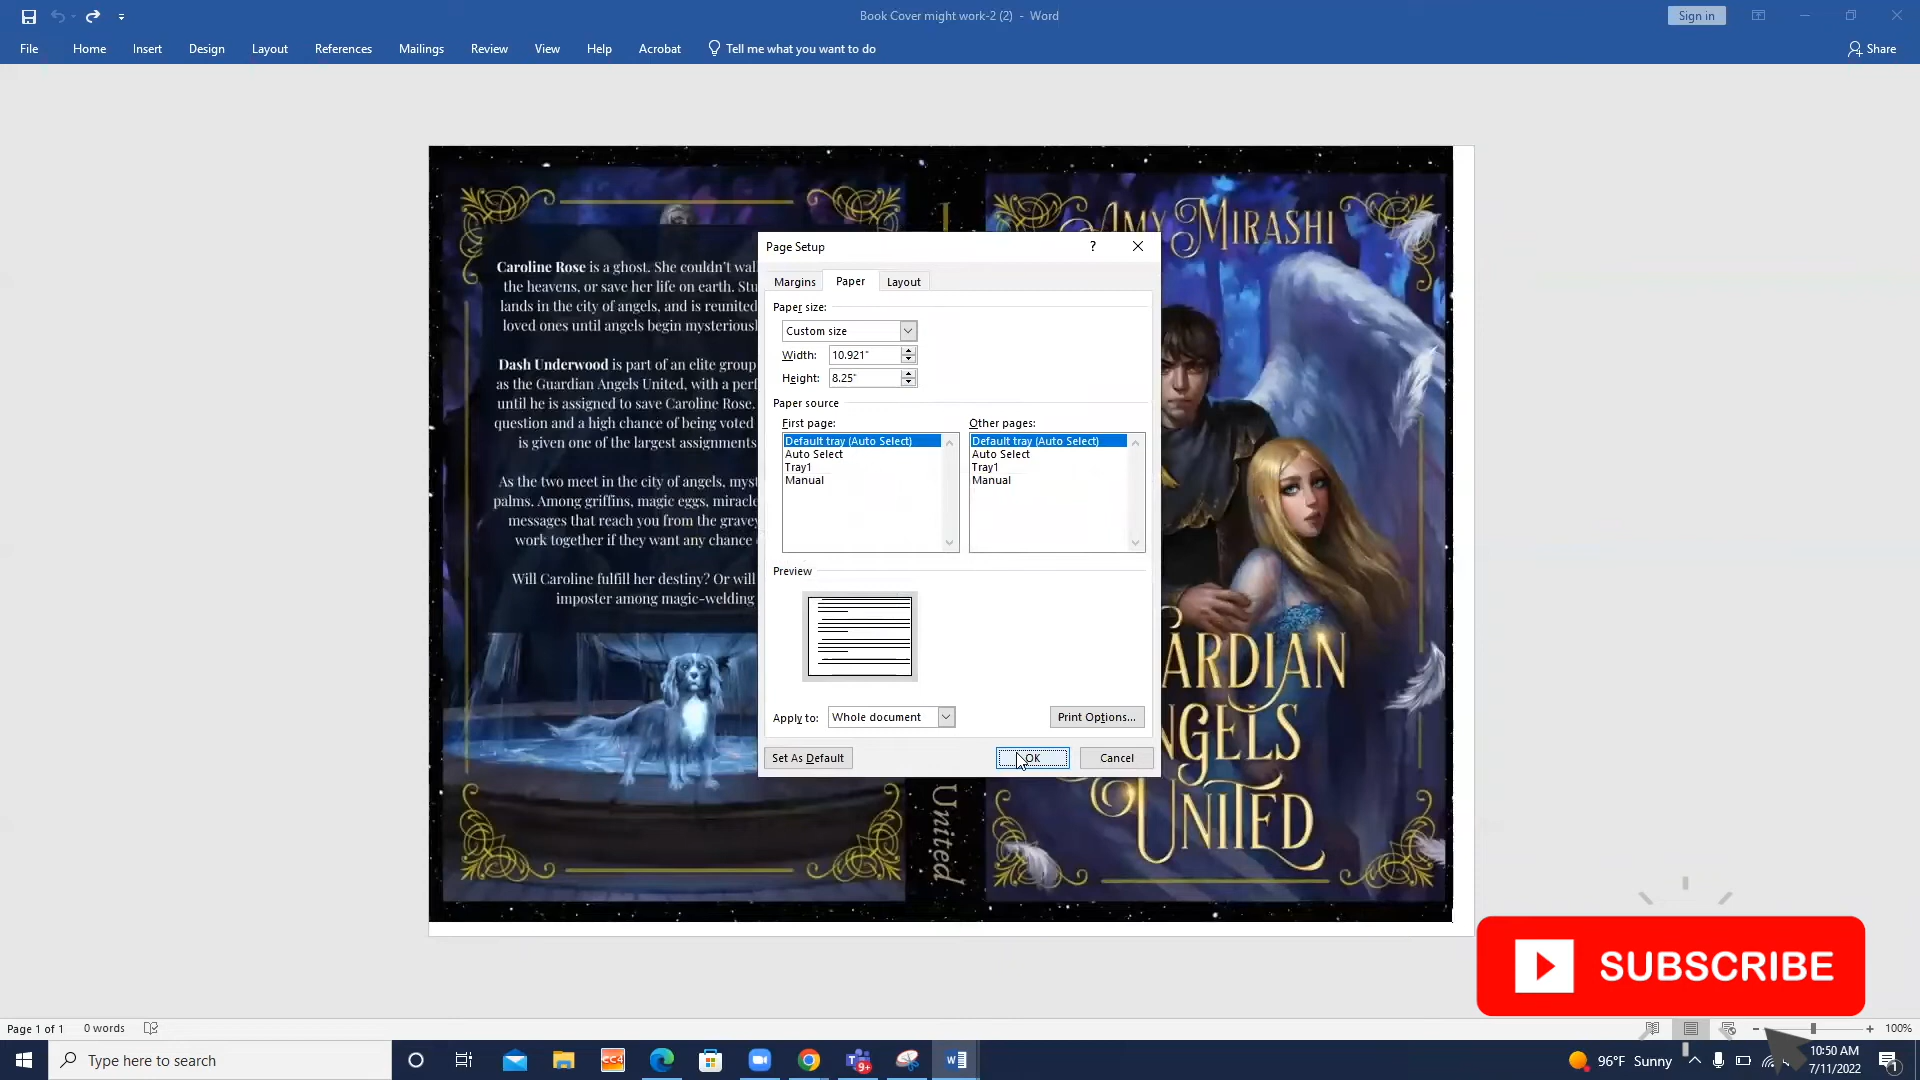 Book Cover might work-2 (2) - Word
Sign in
File Home Insert Design Layout References Mailings Review View Help Acrobat Tell me what you want to do Share
AMY MIRASHI
Caroline Rose is a ghost. She couldn't
the heavens, or save her life on earth.
lands in the city of angels, and is reunited
loved ones until angels begin
Dash Underwood is part of an elite group
as the Guardian Angels United, with a
until he is assigned to save Caroline Rose.
question and a high chance of being voted
is given one of the largest assignments
As the two meet in the city of angels,
palms. Among griffins, magic eggs,
messages that reach you from the
work together if they want any chance
Will Caroline fulfill her destiny? Or will
imposter among magic-welding
United
ARDIAN
NGELS
UNITED
Page Setup ?
Margins Paper Layout
Paper size:
Custom size
Width: 10.921"
Height: 8.25"
Paper source
First page: Other pages:
Default tray (Auto Select) Default tray (Auto Select)
Auto Select Auto Select
Tray1 Tray1
Manual Manual
Preview
Apply to: Whole document Print Options...
Set As Default OK Cancel
SUBSCRIBE
Page 1 of 1 0 words 100%
Type here to search
CC4
9+
96°F Sunny
10:50 AM
7/11/2022
1